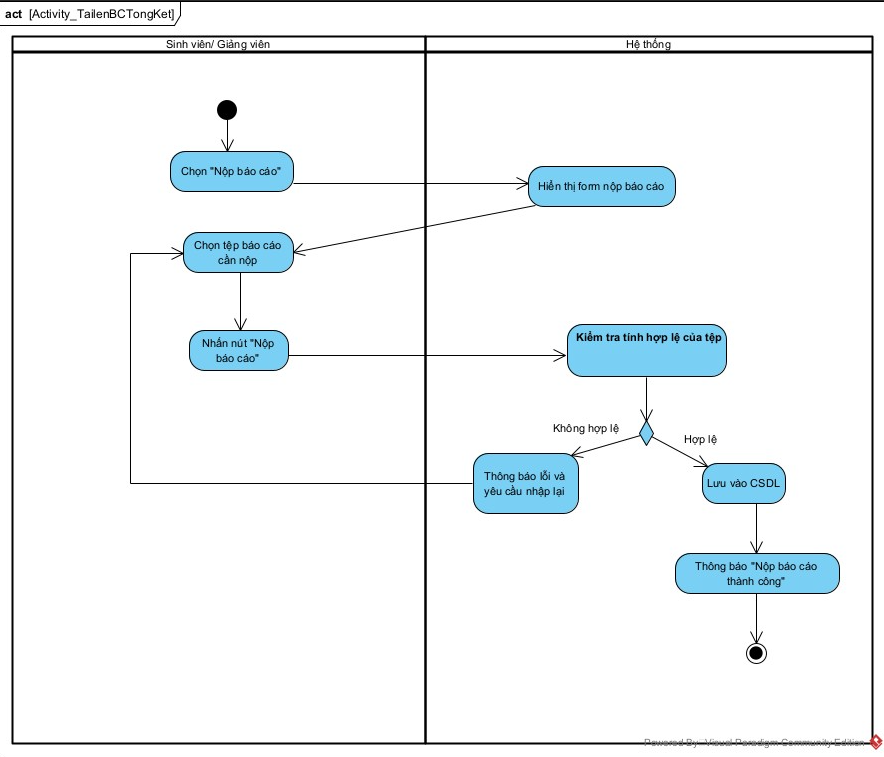 act [Activity_TailenBCTongKet]
Sinh viên/ Giảng viên
Hệ thống
Chọn "Nộp báo cáo"
Hiển thị form nộp báo cáo
Chọn tệp báo cáo
cần nộp
Nhấn nút "Nộp
báo cáo"
Kiểm tra tính hợp lệ của tệp
Không hợp lệ
Hợp lệ
Thông báo lỗi và
yêu cầu nhập lại
Lưu vào CSDL
Thông báo "Nộp báo cáo
thành công"
Powered By: Visual Paradigm Community Edition